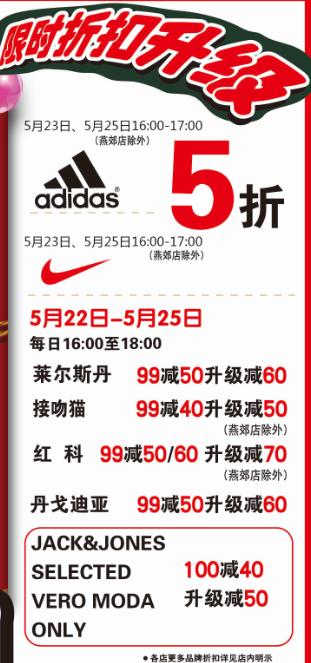 限时折扣升级
5月23日、5月25日16:00-17:00
(燕郊店除外)
adidas®
5折
5月23日、5月25日16:00-17:00
(燕郊店除外)
5月22日-5月25日
每日16:00至18:00
莱尔斯丹 99减50升级减60
接吻猫 99减40升级减50
(燕郊店除外)
红 科 99减50/60 升级减70
(燕郊店除外)
丹戈迪亚 99减50升级减60
JACK&JONES
SELECTED 100减40
VERO MODA 升级减50
ONLY
• 各店更多品牌折扣详见店内明示